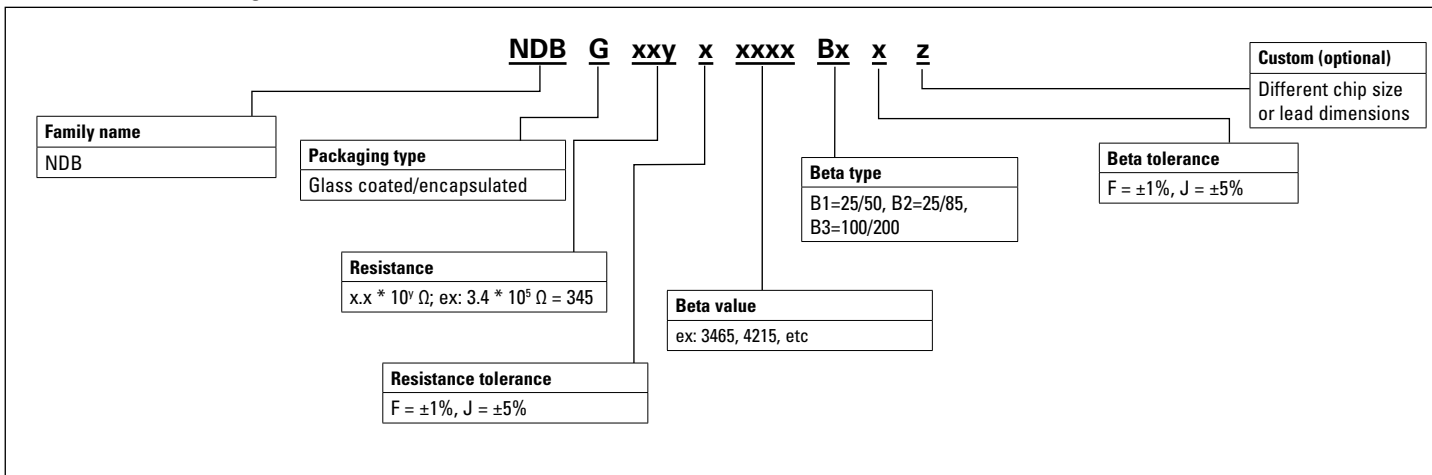 NDB G xxy x xxxx Bx x z
Custom (optional)
Different chip size
or lead dimensions
Family name
NDB
Packaging type
Glass coated/encapsulated
Beta type
B1=25/50, B2=25/85,
B3=100/200
Beta tolerance
F = ±1%, J = ±5%
Resistance
x.x * 10ʸ Ω; ex: 3.4 * 10⁵ Ω = 345
Beta value
ex: 3465, 4215, etc
Resistance tolerance
F = ±1%, J = ±5%